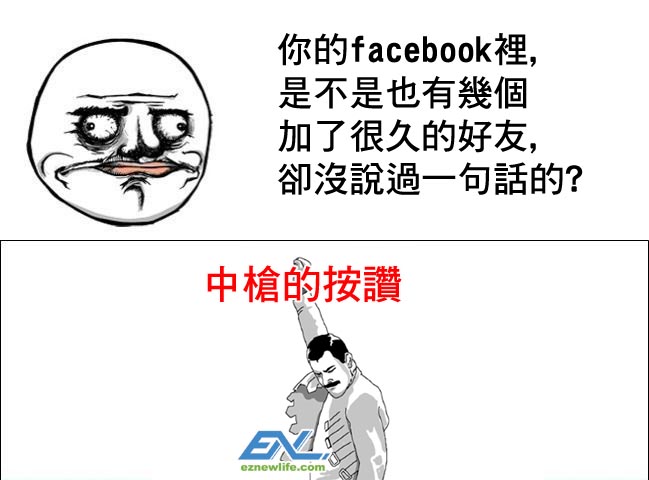 你的facebook裡,
是不是也有幾個
加了很久的好友,
卻沒說過一句話的?
中槍的按讚
ENL.
eznewlife.com